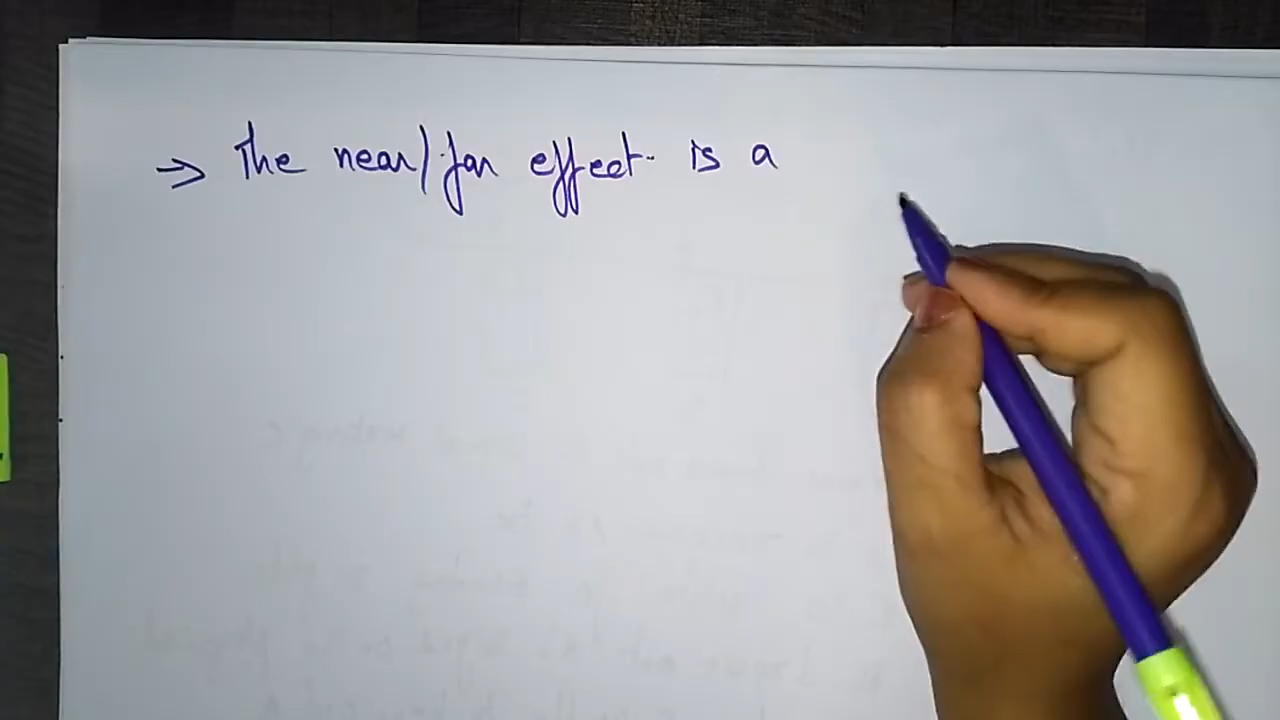 ⇒ The near/far effect is a